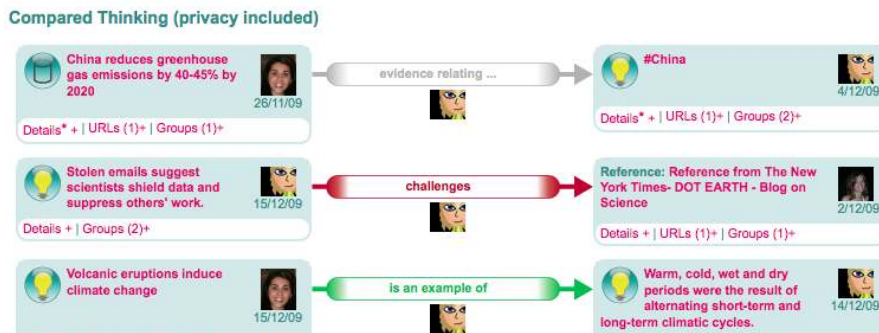 Compared Thinking (privacy included)
China reduces greenhouse
gas emissions by 40-45% by
2020
26/11/09
Details* + | URLs (1)+ | Groups (1)+
evidence relating ...
#China
4/12/09
Details* + | URLs (1)+ | Groups (2)+
Stolen emails suggest
scientists shield data and
suppress others' work.
15/12/09
Details + | Groups (2)+
challenges
Reference: Reference from The New
York Times- DOT EARTH - Blog on
Science
2/12/09
Details + | URLs (1)+ | Groups (1)+
Volcanic eruptions induce
climate change
15/12/09
is an example of
Warm, cold, wet and dry
periods were the result of
alternating short-term and
long-term climatic cycles.
14/12/09